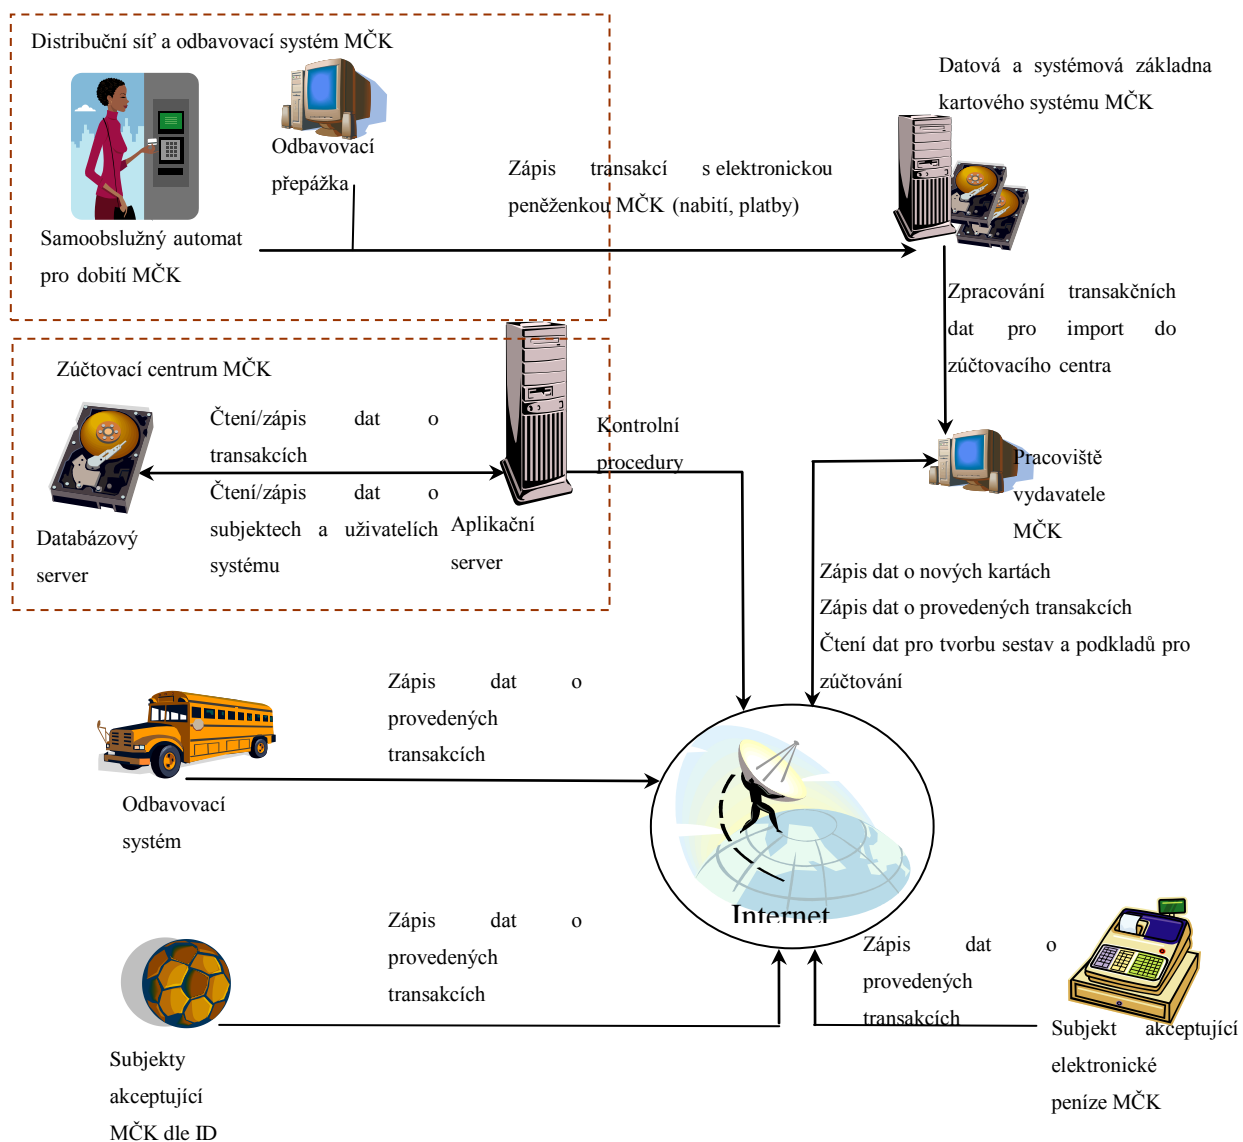 Distribuční síť a odbavovací systém MČK
Odbavovací
přepážka
Samoobslužný automat
pro dobití MČK
Zápis transakcí s elektronickou
peněženkou MČK (nabití, platby)
Datová a systémová základna
kartového systému MČK
Zpracování transakčních
dat pro import do
zúčtovacího centra
Zúčtovací centrum MČK
Čtení/zápis dat o
transakcích
Čtení/zápis dat o
subjektech a uživatelích
systému
Databázový
server
Aplikační
server
Kontrolní
procedury
Pracoviště
vydavatele
MČK
Zápis dat o nových kartách
Zápis dat o provedených transakcích
Čtení dat pro tvorbu sestav a podkladů pro
zúčtování
Zápis dat o
provedených
transakcích
Odbavovací
systém
Internet
Zápis dat o
provedených
transakcích
Subjekty
akceptující
MČK dle ID
Zápis dat o
provedených
transakcích
Subjekt akceptující
elektronické
peníze MČK